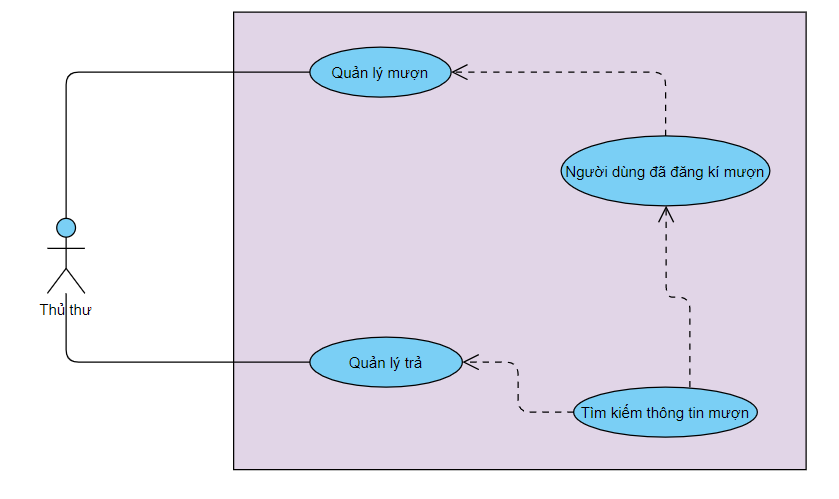 Quản lý mượn
Người dùng đã đăng kí mượn
Thủ thư
Quản lý trả
Tìm kiếm thông tin mượn